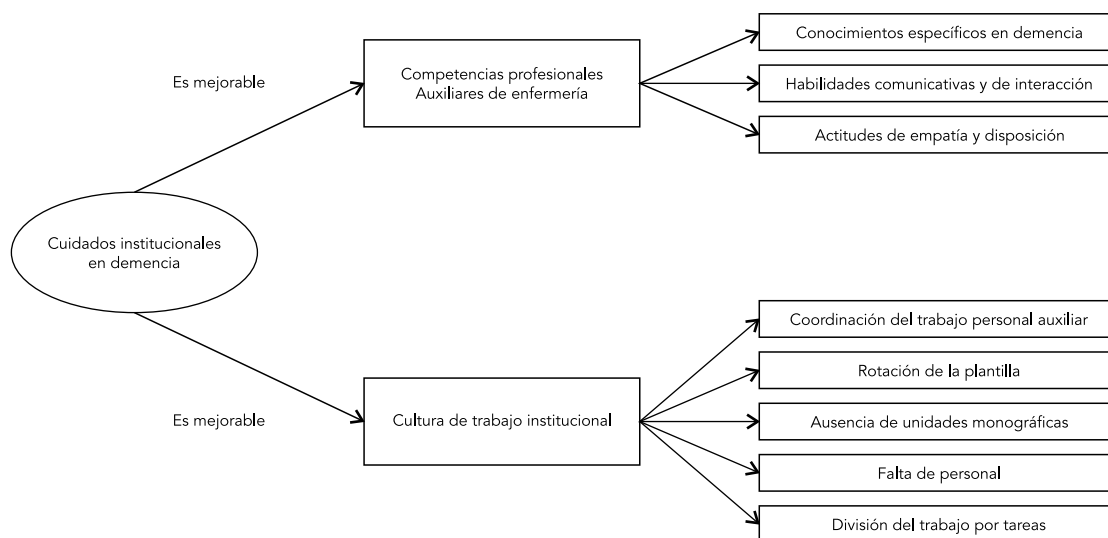 Es mejorable
Competencias profesionales
Auxiliares de enfermería
Conocimientos específicos en demencia
Habilidades comunicativas y de interacción
Actitudes de empatía y disposición
Cuidados institucionales
en demencia
Es mejorable
Cultura de trabajo institucional
Coordinación del trabajo personal auxiliar
Rotación de la plantilla
Ausencia de unidades monográficas
Falta de personal
División del trabajo por tareas